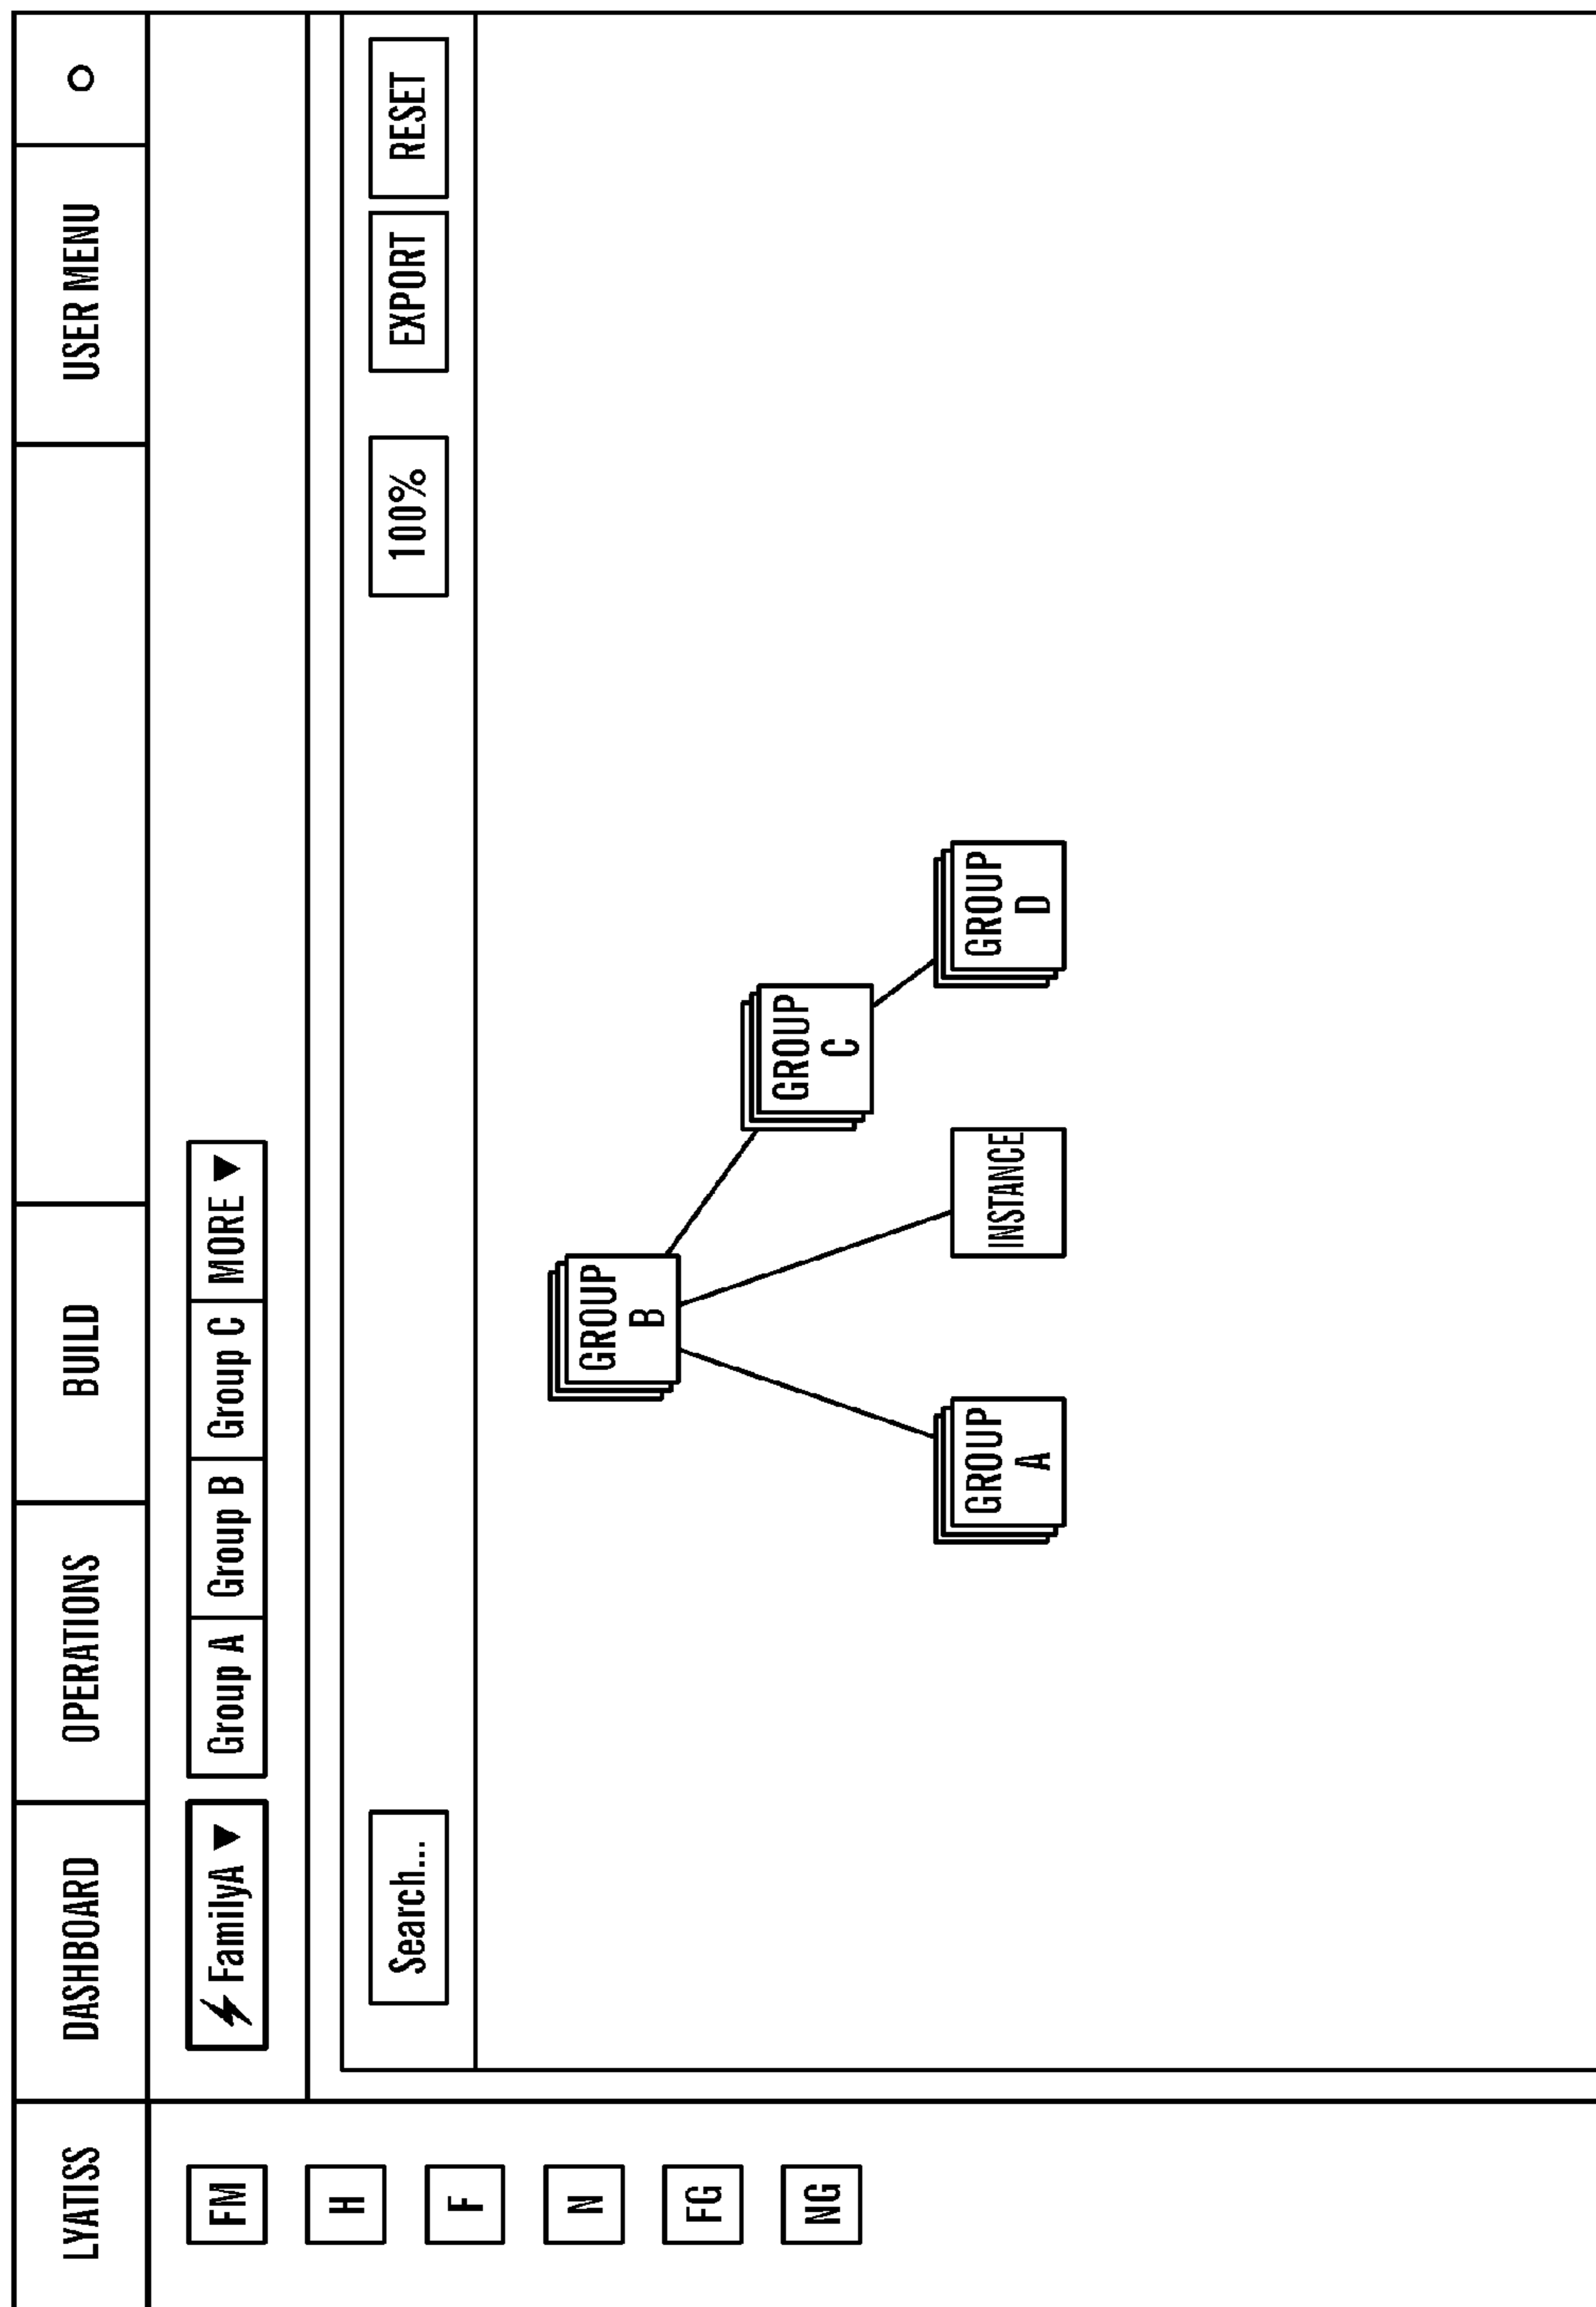 LYATISS DASHBOARD OPERATIONS BUILD USER MENU
FamilyA Group A Group B Group C MORE
Search... 100% EXPORT RESET
FM
H
F
N
FG
NG
GROUP
B
GROUP
C
GROUP
A
INSTANCE
GROUP
D